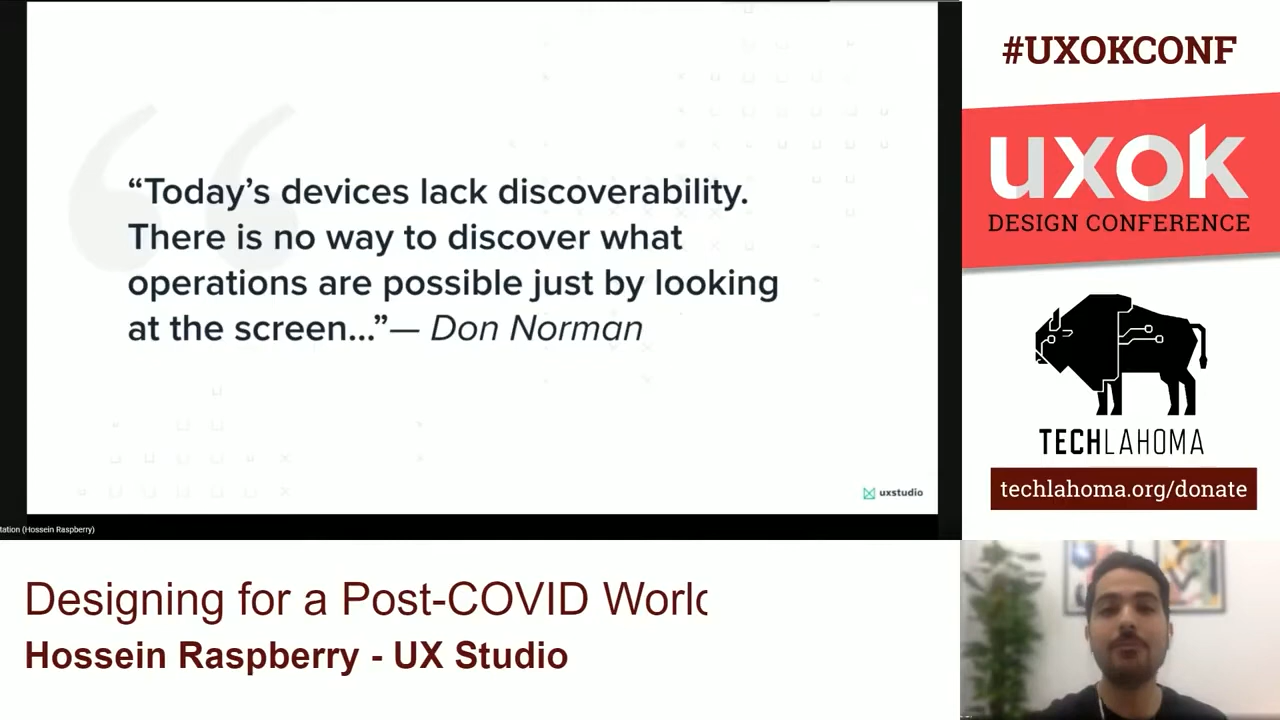 “Today’s devices lack discoverability.
There is no way to discover what
operations are possible just by looking
at the screen...”— Don Norman
uxstudio
tation (Hossein Raspberry)
#UXOKCONF
uxok
DESIGN CONFERENCE
TECHLAHOMA
techlahoma.org/donate
Designing for a Post-COVID Worl
Hossein Raspberry - UX Studio